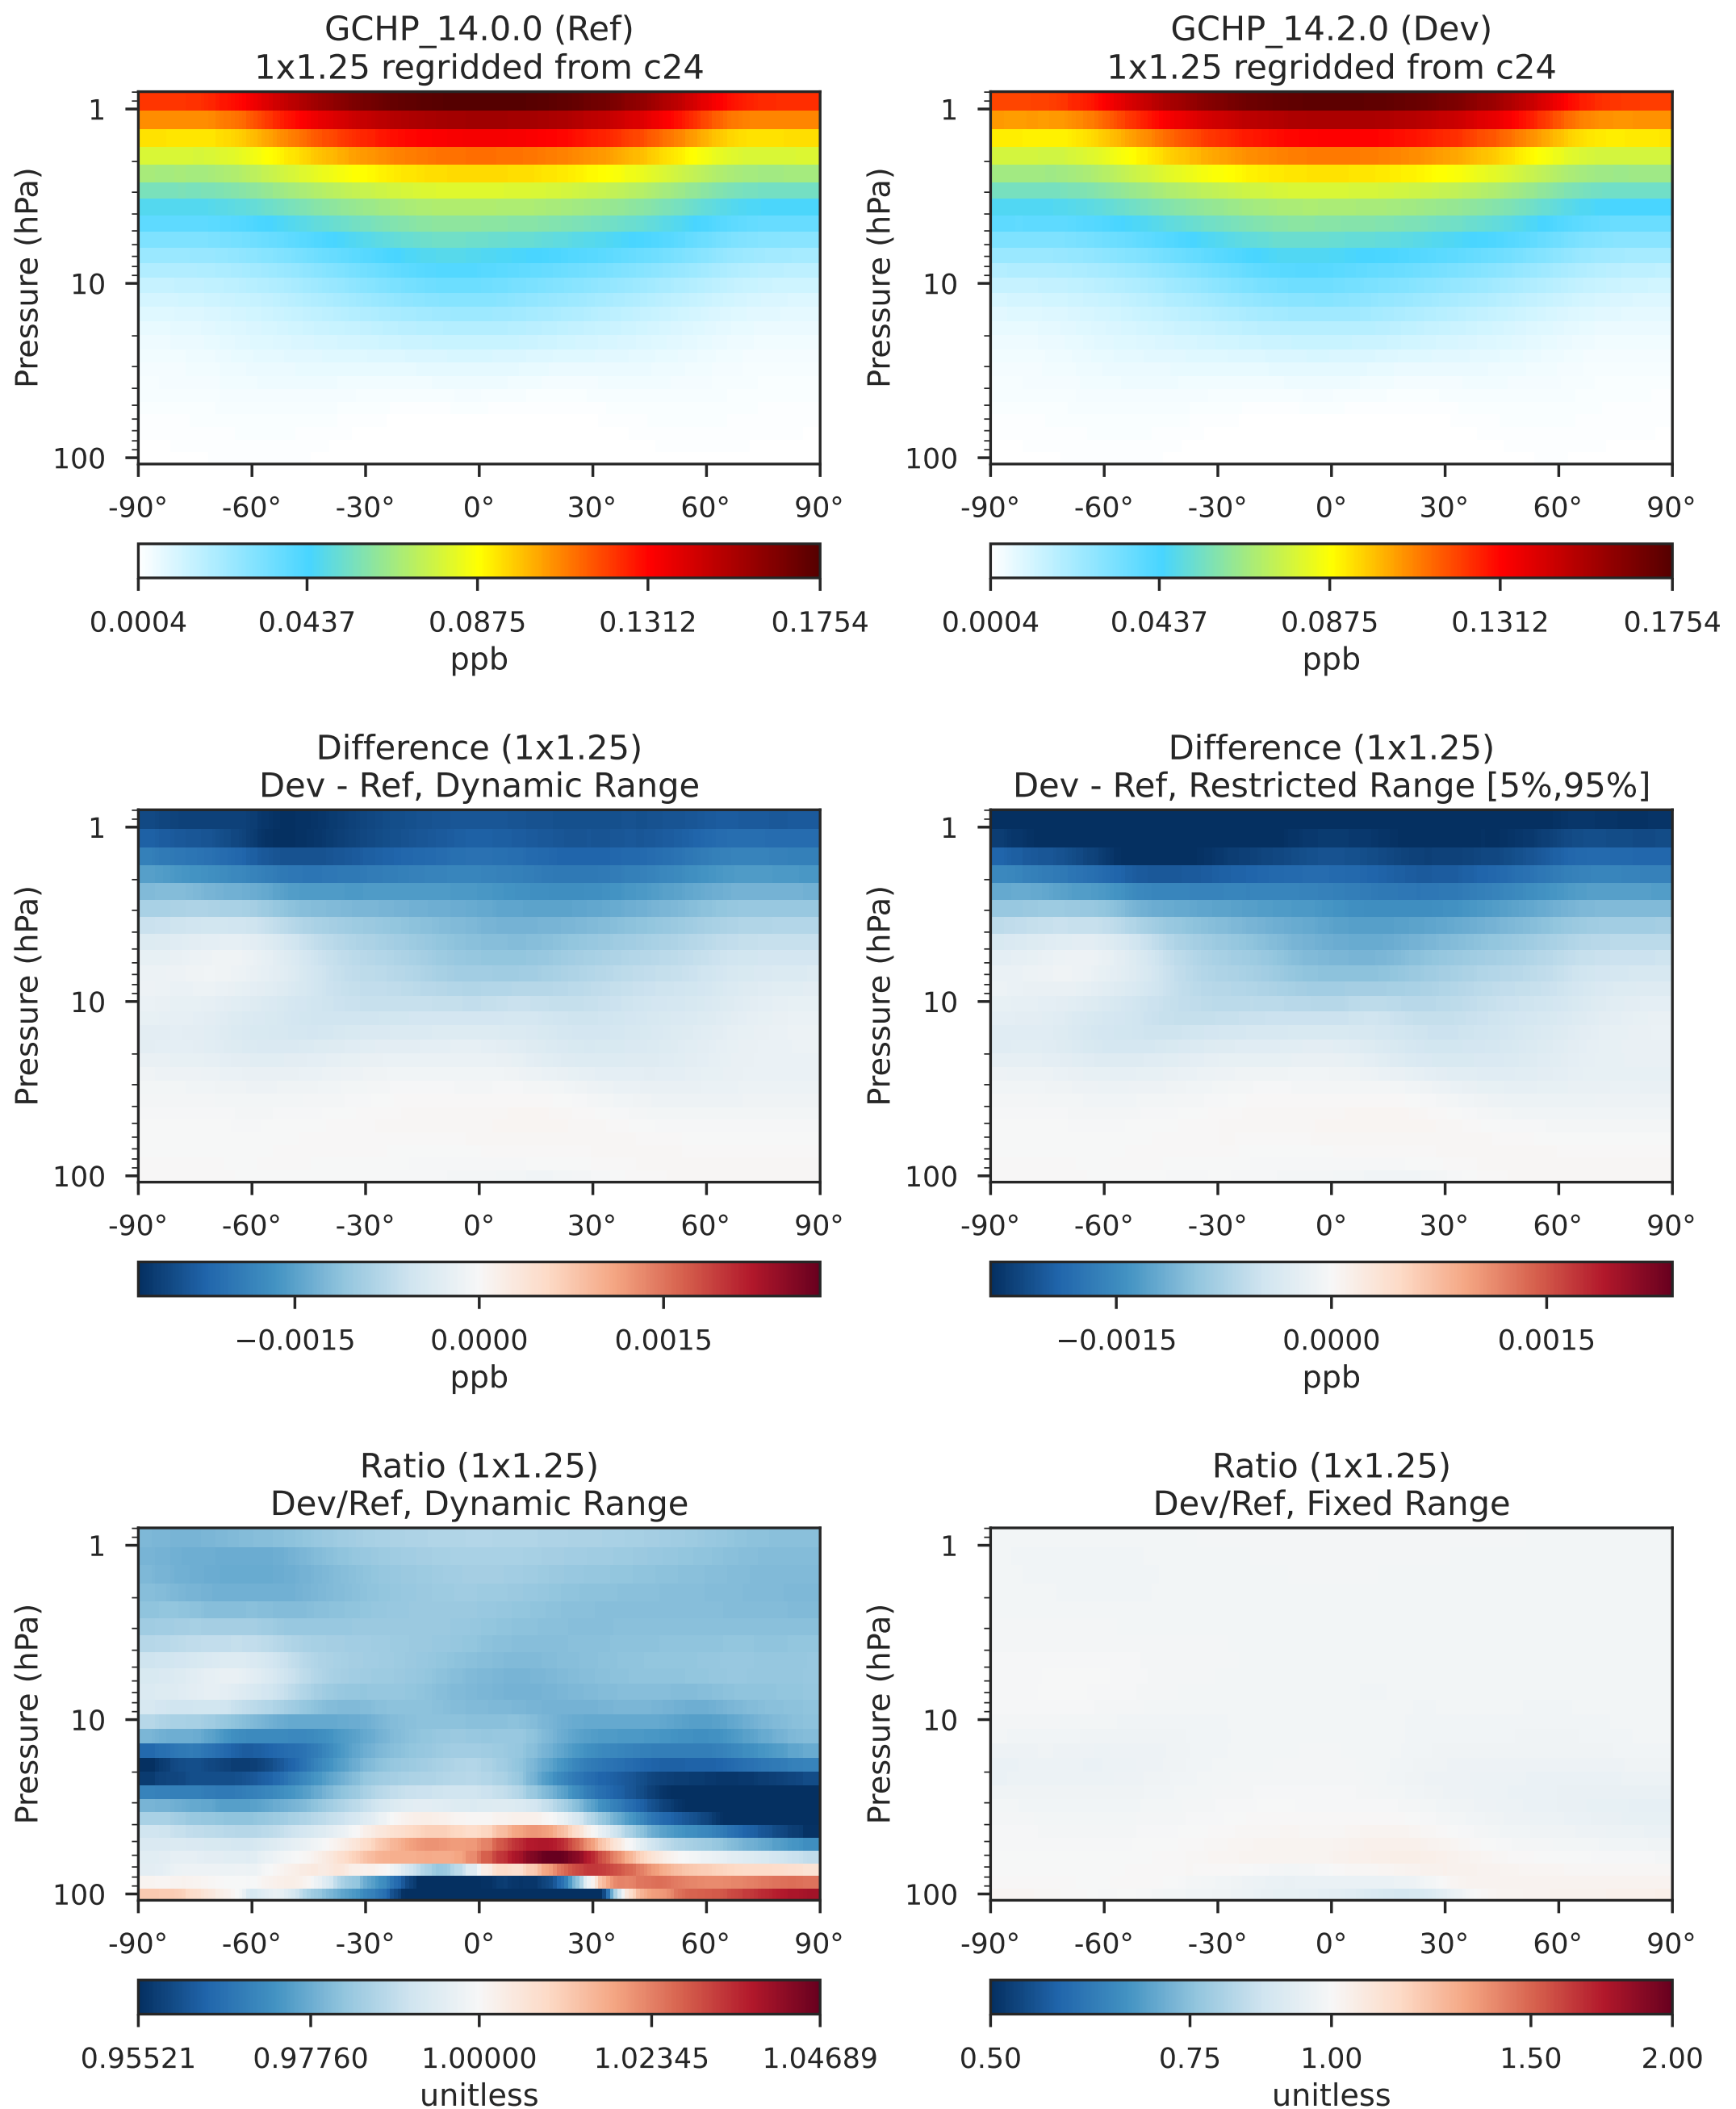 GCHP_14.0.0 (Ref)
1x1.25 regridded from c24
Pressure (hPa)
1
10
100
-90° -60° -30° 0° 30° 60° 90°
0.0004 0.0437 0.0875 0.1312 0.1754
ppb
GCHP_14.2.0 (Dev)
1x1.25 regridded from c24
Pressure (hPa)
1
10
100
-90° -60° -30° 0° 30° 60° 90°
0.0004 0.0437 0.0875 0.1312 0.1754
ppb
Difference (1x1.25)
Dev - Ref, Dynamic Range
Pressure (hPa)
1
10
100
-90° -60° -30° 0° 30° 60° 90°
−0.0015 0.0000 0.0015
ppb
Difference (1x1.25)
Dev - Ref, Restricted Range [5%,95%]
Pressure (hPa)
1
10
100
-90° -60° -30° 0° 30° 60° 90°
−0.0015 0.0000 0.0015
ppb
Ratio (1x1.25)
Dev/Ref, Dynamic Range
Pressure (hPa)
1
10
100
-90° -60° -30° 0° 30° 60° 90°
0.95521 0.97760 1.00000 1.02345 1.04689
unitless
Ratio (1x1.25)
Dev/Ref, Fixed Range
Pressure (hPa)
1
10
100
-90° -60° -30° 0° 30° 60° 90°
0.50 0.75 1.00 1.50 2.00
unitless